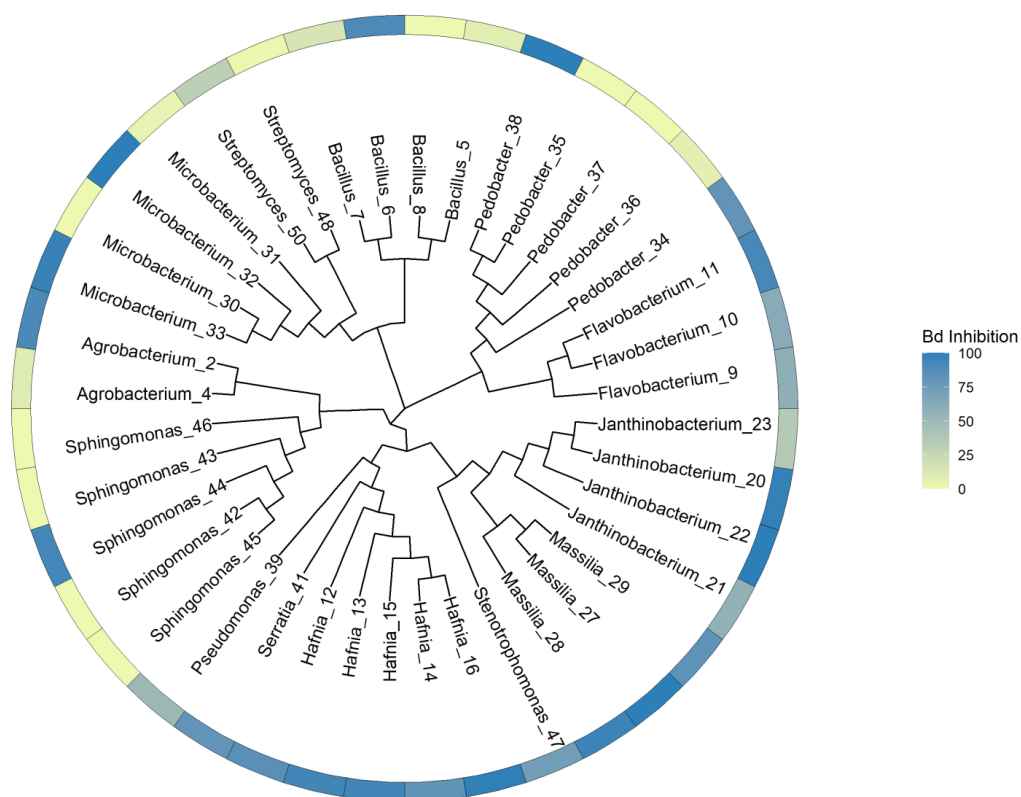 Streptomyces_48
Streptomyces_50
Bacillus_7
Bacillus_6
Bacillus_8
Bacillus_5
Pedobacter_38
Pedobacter_35
Pedobacter_37
Pedobacter_36
Pedobacter_34
Flavobacterium_11
Flavobacterium_10
Flavobacterium_9
Janthinobacterium_23
Janthinobacterium_20
Janthinobacterium_22
Janthinobacterium_21
Massilia_29
Massilia_27
Massilia_28
Stenotrophomonas_47
Hafnia_16
Hafnia_14
Hafnia_15
Hafnia_13
Hafnia_12
Serratia_41
Pseudomonas_39
Sphingomonas_45
Sphingomonas_42
Sphingomonas_44
Sphingomonas_43
Sphingomonas_46
Agrobacterium_4
Agrobacterium_2
Microbacterium_33
Microbacterium_30
Microbacterium_32
Microbacterium_31
Bd Inhibition
100
75
50
25
0